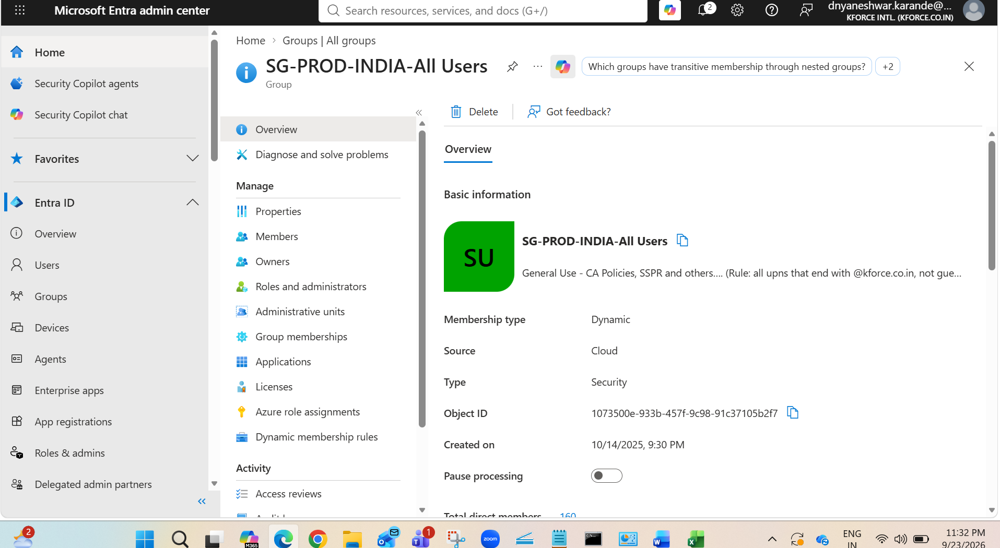 Microsoft Entra admin center
Search resources, services, and docs (G+/)
2
dnyaneshwar.karande@...
KFORCE INTL. (KFORCE.CO.IN)
Home
Security Copilot agents
Security Copilot chat
Favorites
Entra ID
Overview
Users
Groups
Devices
Agents
Enterprise apps
App registrations
Roles & admins
Delegated admin partners
Home > Groups | All groups
SG-PROD-INDIA-All Users
Group
Which groups have transitive membership through nested groups?
+2
Overview
Diagnose and solve problems
Manage
Properties
Members
Owners
Roles and administrators
Administrative units
Group memberships
Applications
Licenses
Azure role assignments
Dynamic membership rules
Activity
Access reviews
Delete
Got feedback?
Overview
Basic information
SU
SG-PROD-INDIA-All Users
General Use - CA Policies, SSPR and others.... (Rule: all upns that end with @kforce.co.in, not gue...
Membership type Dynamic
Source Cloud
Type Security
Object ID 1073500e-933b-457f-9c98-91c37105b2f7
Created on 10/14/2025, 9:30 PM
Pause processing
Total direct members 160
2
M365
1
zoom
ENG
IN
11:32 PM
9/23/2026